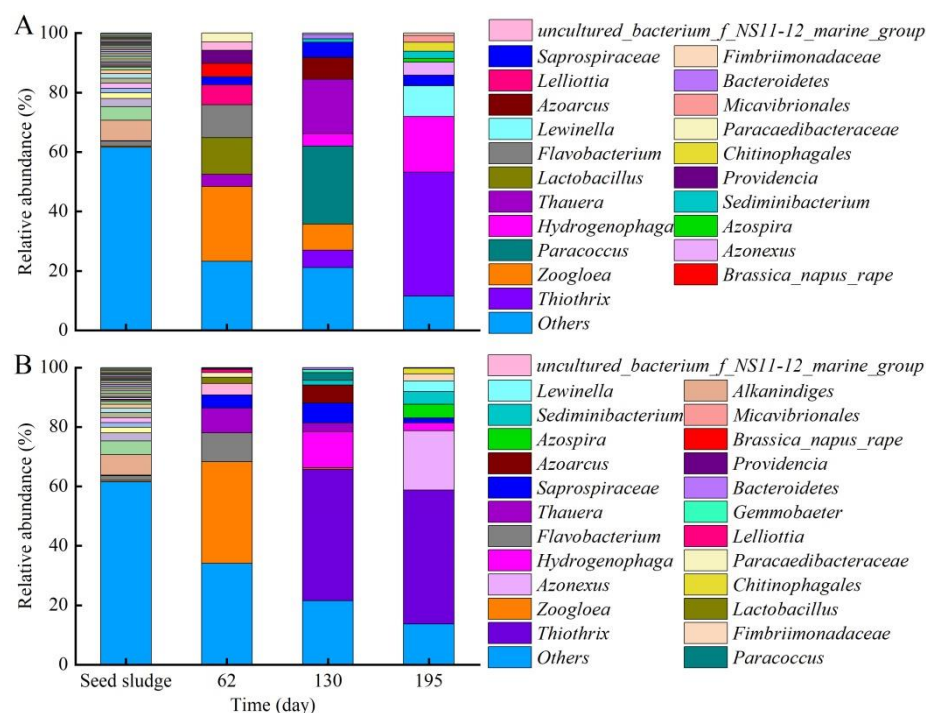 A
Relative abundance (%)
100
80
60
40
20
0
uncultured_bacterium_f_NS11-12_marine_group
Saprospiraceae
Fimbriimonadaceae
Lelliottia
Bacteroidetes
Azoarcus
Micavibrionales
Lewinella
Paracaedibacteraceae
Flavobacterium
Chitinophagales
Lactobacillus
Providencia
Thauera
Sediminibacterium
Hydrogenophaga
Azospira
Paracoccus
Azonexus
Zoogloea
Brassica_napus_rape
Thiothrix
Others
B
Relative abundance (%)
100
80
60
40
20
0
Seed sludge
62
130
195
Time (day)
uncultured_bacterium_f_NS11-12_marine_group
Lewinella
Alkanindiges
Sediminibacterium
Micavibrionales
Azospira
Brassica_napus_rape
Azoarcus
Providencia
Saprospiraceae
Bacteroidetes
Thauera
Gemmobaeter
Flavobacterium
Lelliottia
Hydrogenophaga
Paracaedibacteraceae
Azonexus
Chitinophagales
Zoogloea
Lactobacillus
Thiothrix
Fimbriimonadaceae
Others
Paracoccus